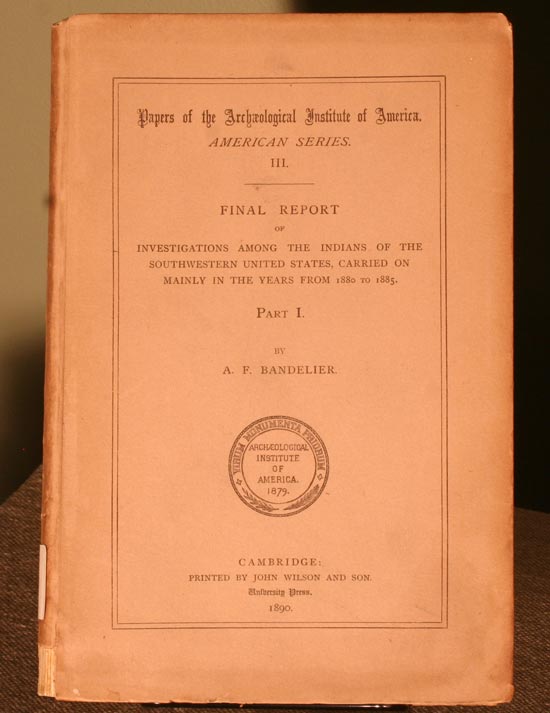 Papers of the Archæological Institute of America.
AMERICAN SERIES.
III.
FINAL REPORT
OF
INVESTIGATIONS AMONG THE INDIANS OF THE
SOUTHWESTERN UNITED STATES, CARRIED ON
MAINLY IN THE YEARS FROM 1880 TO 1885.
PART I.
BY
A. F. BANDELIER.
VIRUM MONUMENTA PRIORUM
ARCHÆOLOGICAL
INSTITUTE
OF
AMERICA.
1879.
CAMBRIDGE:
PRINTED BY JOHN WILSON AND SON.
University Press.
1890.